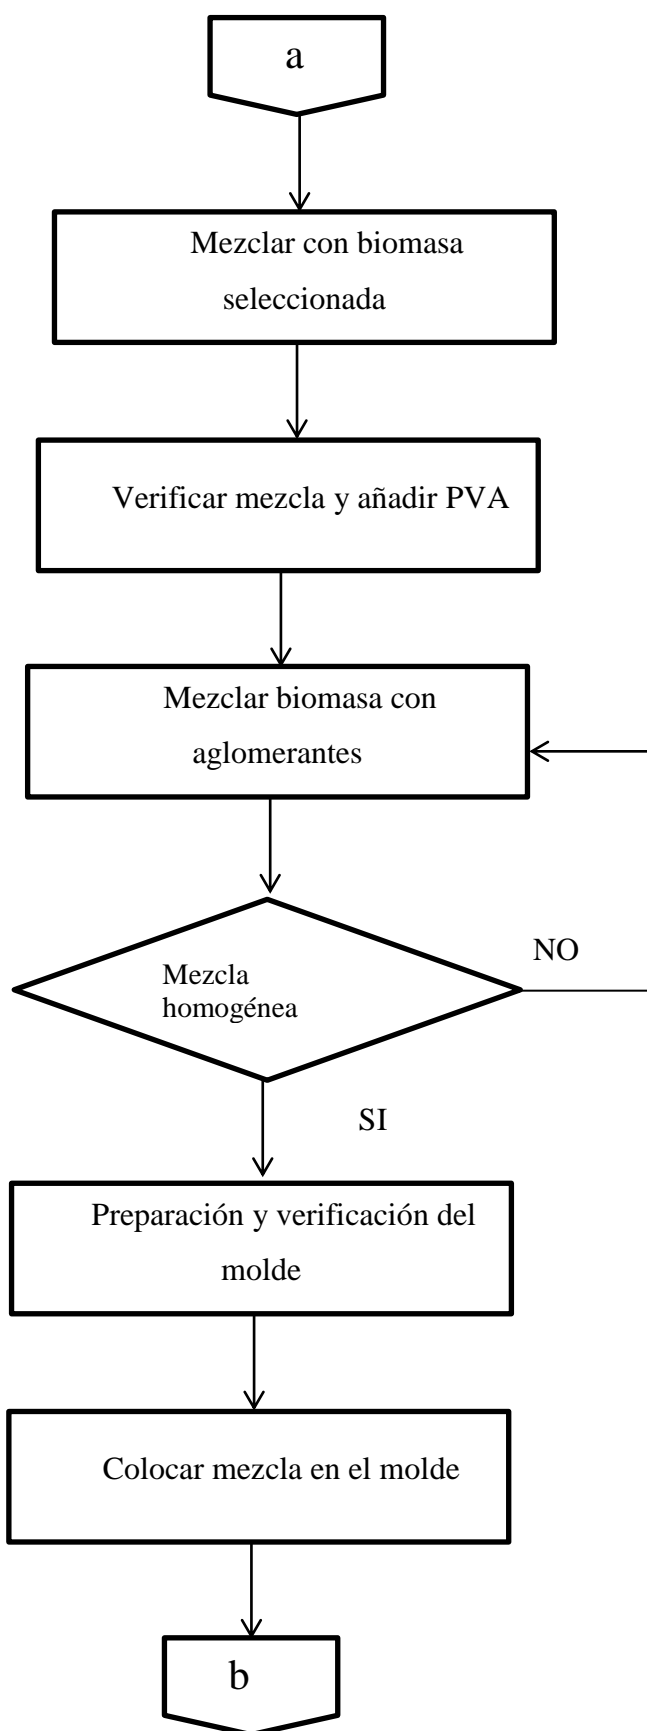 a
Mezclar con biomasa
seleccionada
Verificar mezcla y añadir PVA
Mezclar biomasa con
aglomerantes
Mezcla
homogénea
NO
SI
Preparación y verificación del
molde
Colocar mezcla en el molde
b